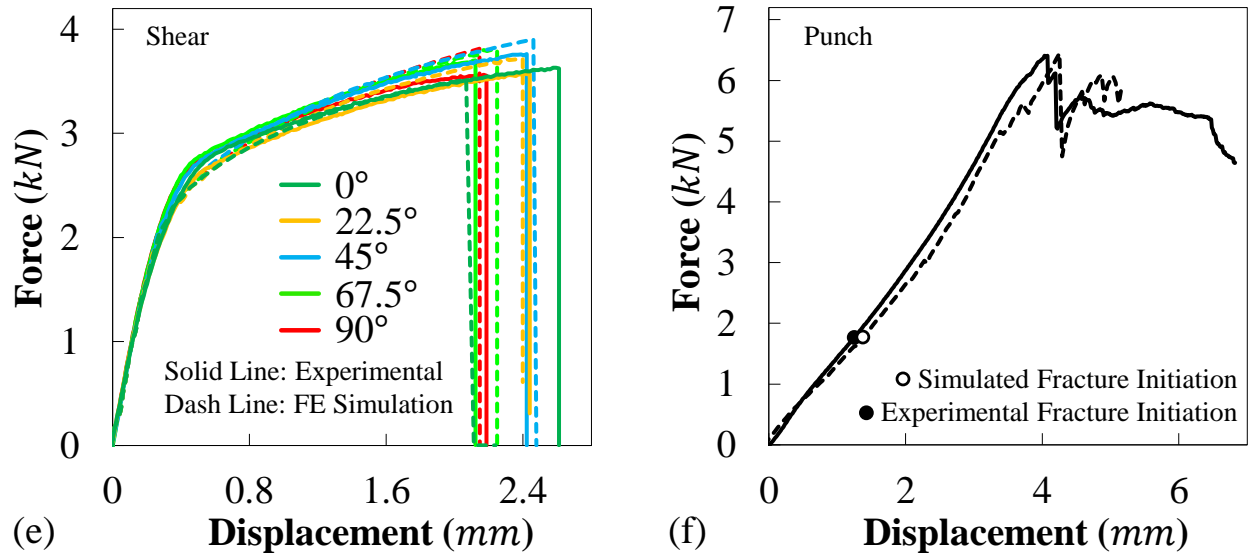 Shear
Force (kN)
4
3
2
1
0
0°
22.5°
45°
67.5°
90°
Solid Line: Experimental
Dash Line: FE Simulation
0 0.8 1.6 2.4
(e) Displacement (mm)
Punch
Force (kN)
7
6
5
4
3
2
1
0
Simulated Fracture Initiation
Experimental Fracture Initiation
0 2 4 6
(f) Displacement (mm)